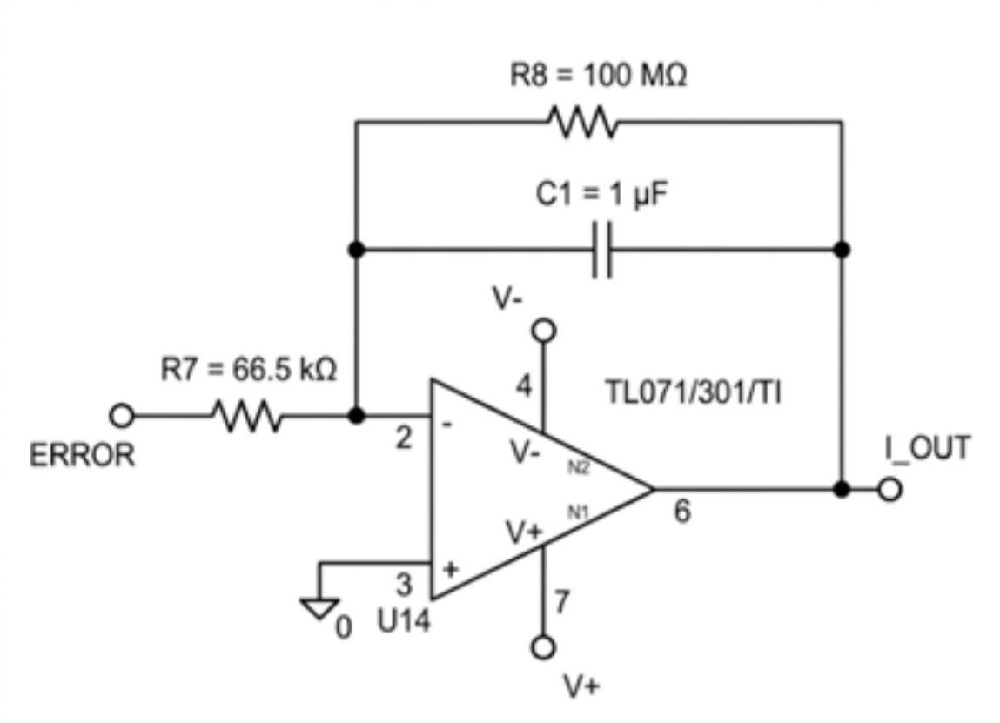 R8 = 100 MΩ
C1 = 1 µF
V-
R7 = 66.5 kΩ
4
TL071/301/TI
2
-
ERROR
V-
N2
I_OUT
N1
6
V+
3
+
0
U14
7
V+